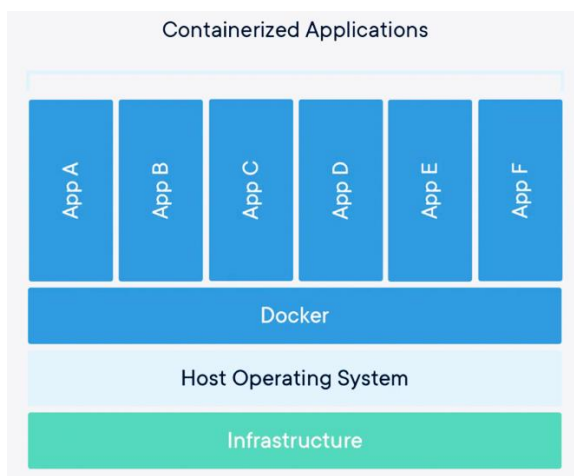 Containerized Applications
App A
App B
App C
App D
App E
App F
Docker
Host Operating System
Infrastructure